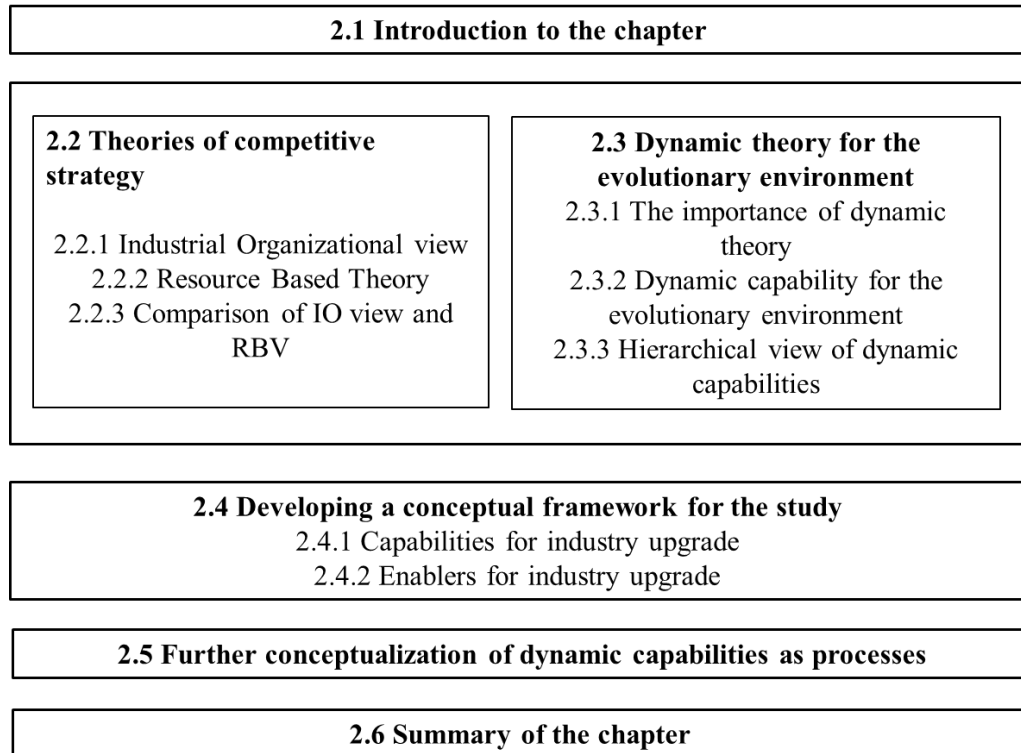 2.1 Introduction to the chapter
2.2 Theories of competitive
strategy
2.2.1 Industrial Organizational view
2.2.2 Resource Based Theory
2.2.3 Comparison of IO view and
RBV
2.3 Dynamic theory for the
evolutionary environment
2.3.1 The importance of dynamic
theory
2.3.2 Dynamic capability for the
evolutionary environment
2.3.3 Hierarchical view of dynamic
capabilities
2.4 Developing a conceptual framework for the study
2.4.1 Capabilities for industry upgrade
2.4.2 Enablers for industry upgrade
2.5 Further conceptualization of dynamic capabilities as processes
2.6 Summary of the chapter